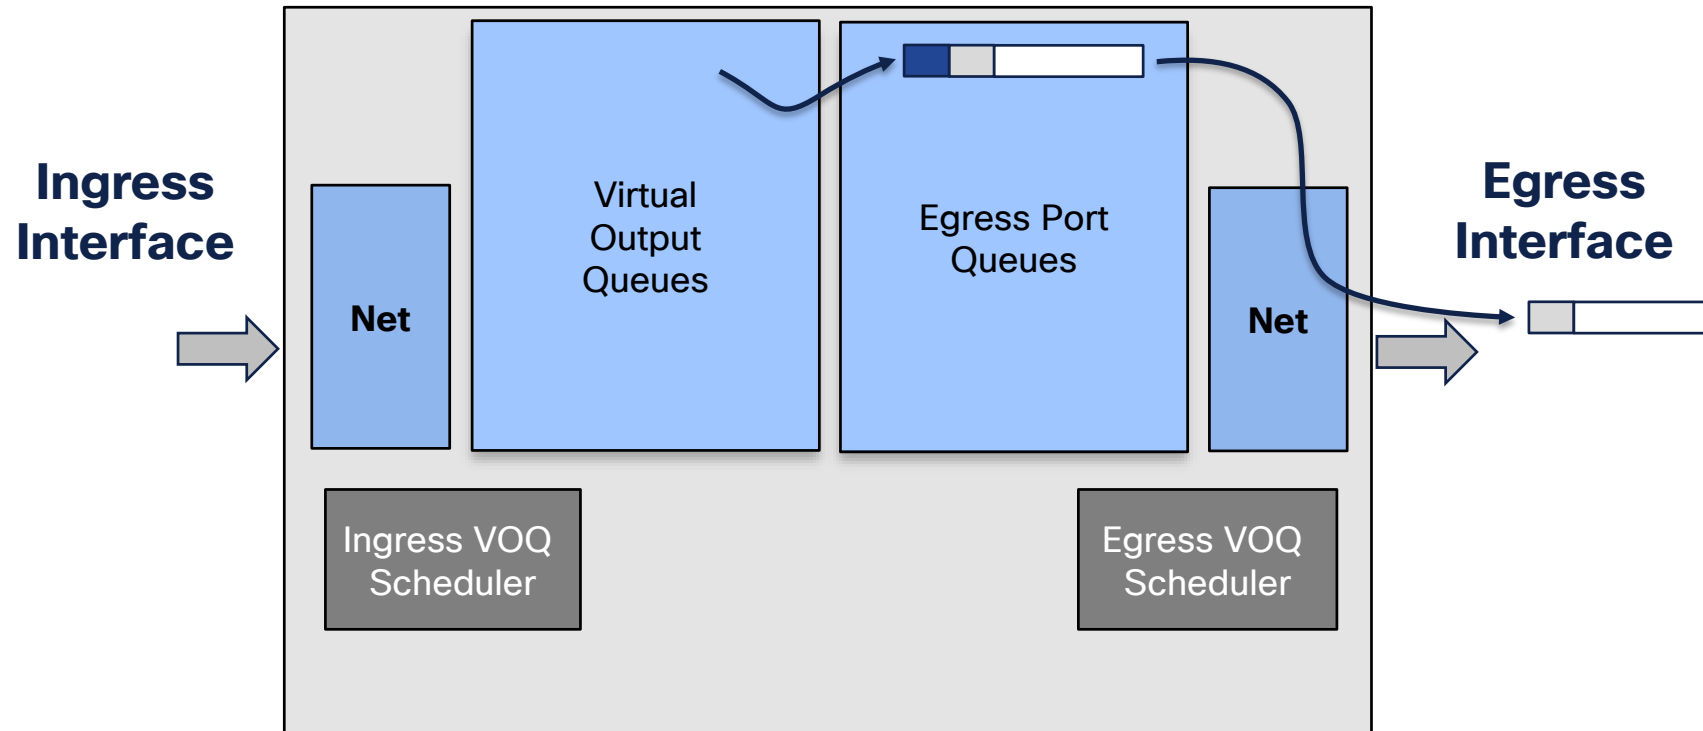 Ingress
Interface
Net
Virtual
Output
Queues
Egress Port
Queues
Net
Egress
Interface
Ingress VOQ
Scheduler
Egress VOQ
Scheduler